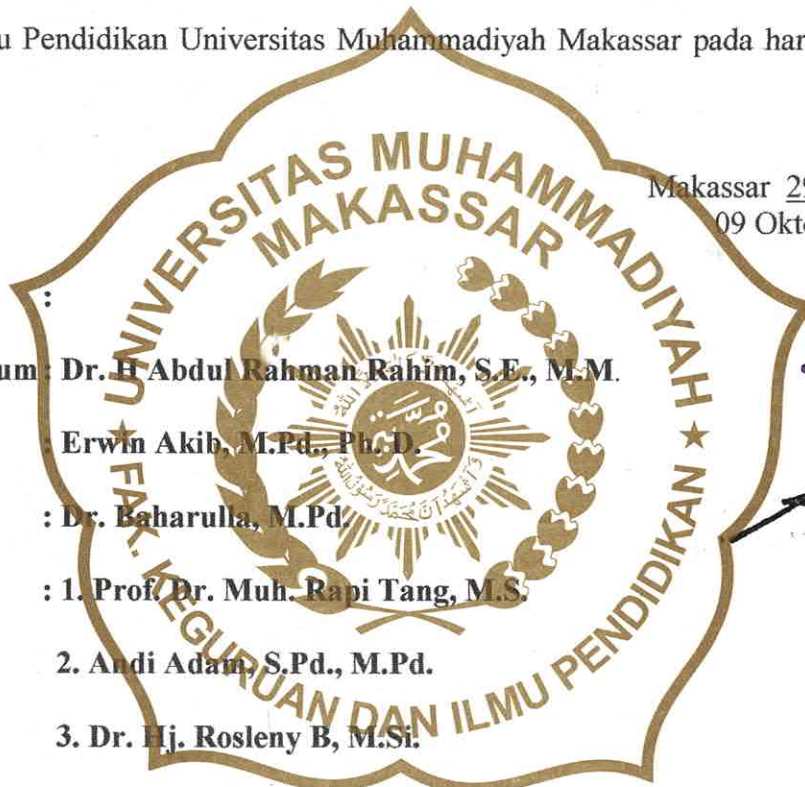 u Pendidikan Universitas Muhammadiyah Makassar pada har
Makassar
09 Okt
:
um : Dr. H Abdul Rahman Rahim, S.E., M.M.
: Erwin Akib, M.Pd., Ph. D.
: Dr. Baharulla, M.Pd.
: 1. Prof. Dr. Muh. Rapi Tang, M.S.
2. Andi Adam, S.Pd., M.Pd.
3. Dr. Hj. Rosleny B, M.Si.
UNIVERSITAS MUHAMMADIYAH
MAKASSAR
★ FAK. KEGURUAN DAN ILMU PENDIDIKAN ★